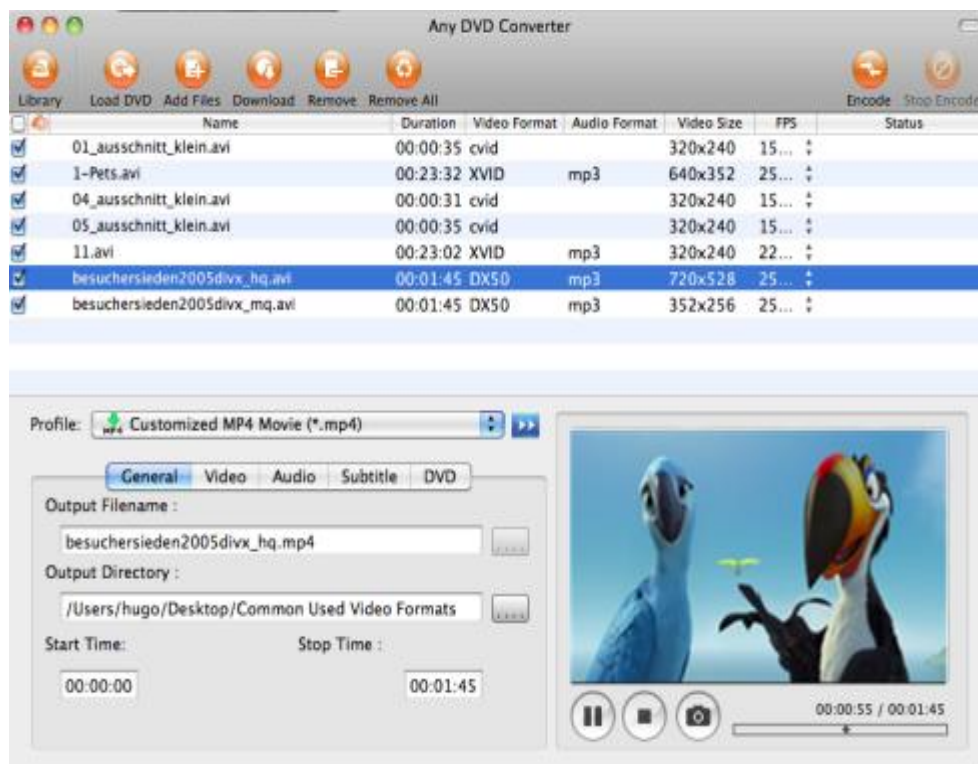 Any DVD Converter
Library Load DVD Add Files Download Remove Remove All Encode Stop Encode
Name Duration Video Format Audio Format Video Size FPS Status
01_ausschnitt_klein.avi 00:00:35 cvid 320x240 15...
1-Pets.avi 00:23:32 XVID mp3 640x352 25...
04_ausschnitt_klein.avi 00:00:31 cvid 320x240 15...
05_ausschnitt_klein.avi 00:00:35 cvid 320x240 15...
11.avi 00:23:02 XVID mp3 320x240 22...
besuchersieden2005divx_hq.avi 00:01:45 DX50 mp3 720x528 25...
besuchersieden2005divx_mq.avi 00:01:45 DX50 mp3 352x256 25...
Profile: MP4 Customized MP4 Movie (*.mp4)
General Video Audio Subtitle DVD
Output Filename :
besuchersieden2005divx_hq.mp4
....
Output Directory :
/Users/hugo/Desktop/Common Used Video Formats
....
Start Time: Stop Time :
00:00:00 00:01:45
00:00:55 / 00:01:45